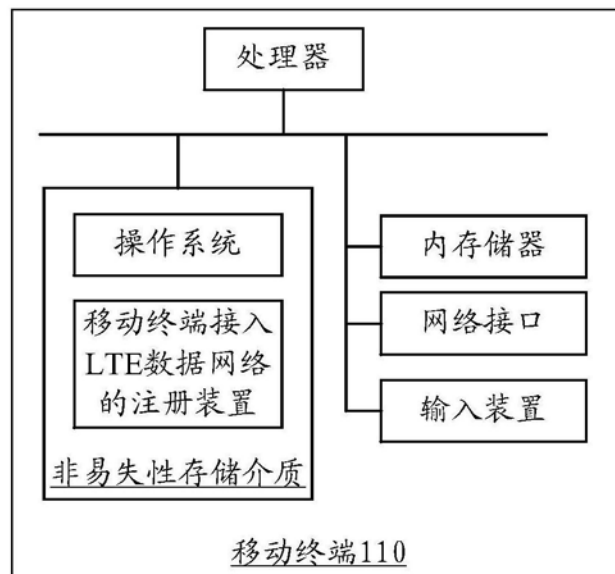 处理器
操作系统
移动终端接入
LTE数据网络
的注册装置
非易失性存储介质
内存储器
网络接口
输入装置
移动终端110